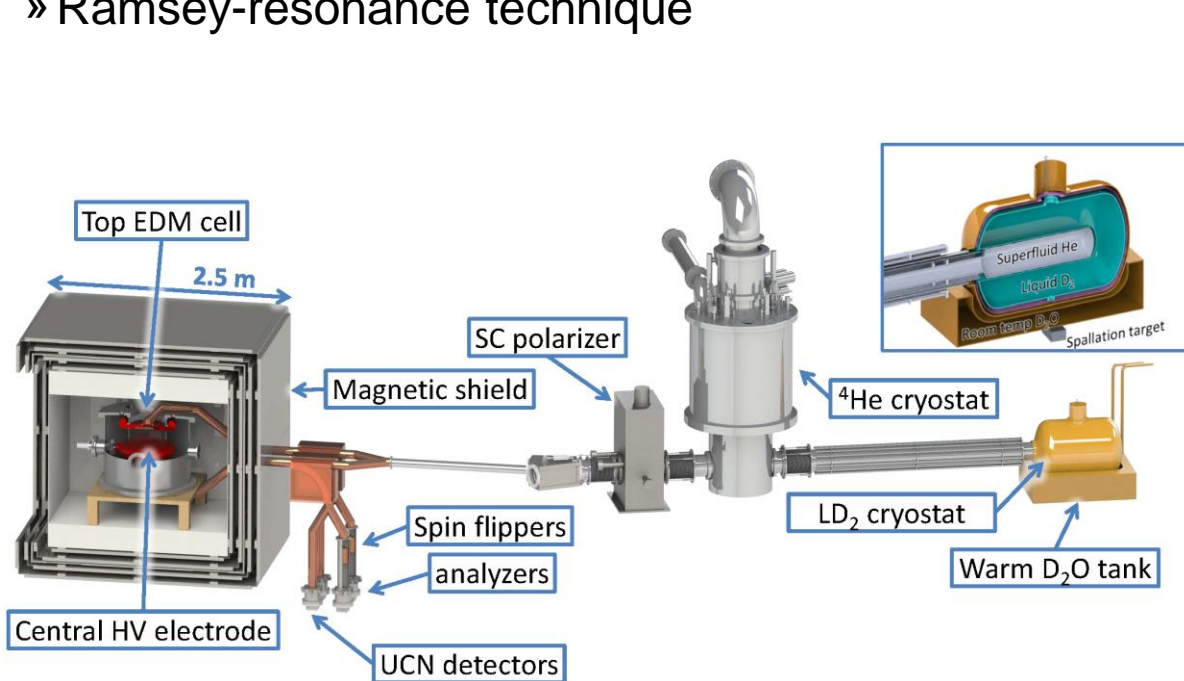 » Ramsey-resonance technique
Top EDM cell
2.5 m
Magnetic shield
SC polarizer
⁴He cryostat
Superfluid He
Liquid D₂
Room temp D₂O
Spallation target
LD₂ cryostat
Warm D₂O tank
Spin flippers
analyzers
Central HV electrode
UCN detectors